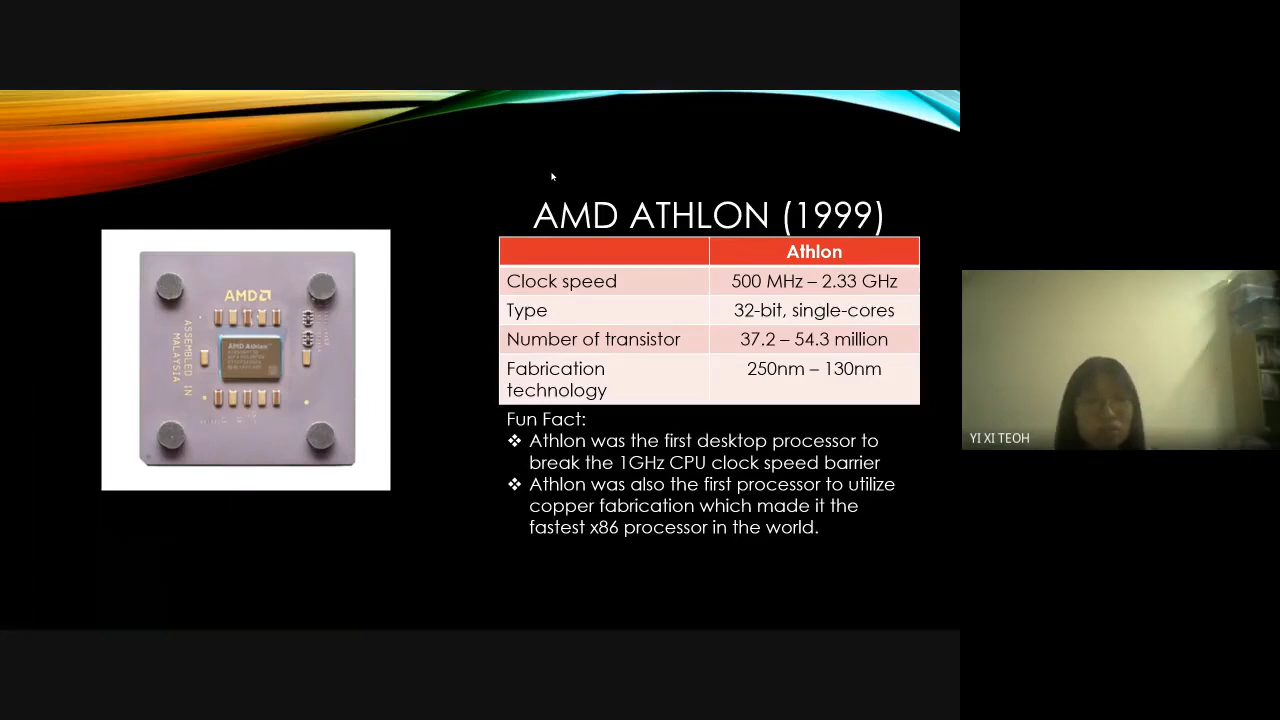 AMD ATHLON (1999)
Athlon
Clock speed 500 MHz – 2.33 GHz
Type 32-bit, single-cores
Number of transistor 37.2 – 54.3 million
Fabrication 250nm – 130nm
technology
Fun Fact:
❖ Athlon was the first desktop processor to
break the 1GHz CPU clock speed barrier
❖ Athlon was also the first processor to utilize
copper fabrication which made it the
fastest x86 processor in the world.
AMD
ASSEMBLED IN
MALAYSIA
AMD Athlon
YI XI TEOH